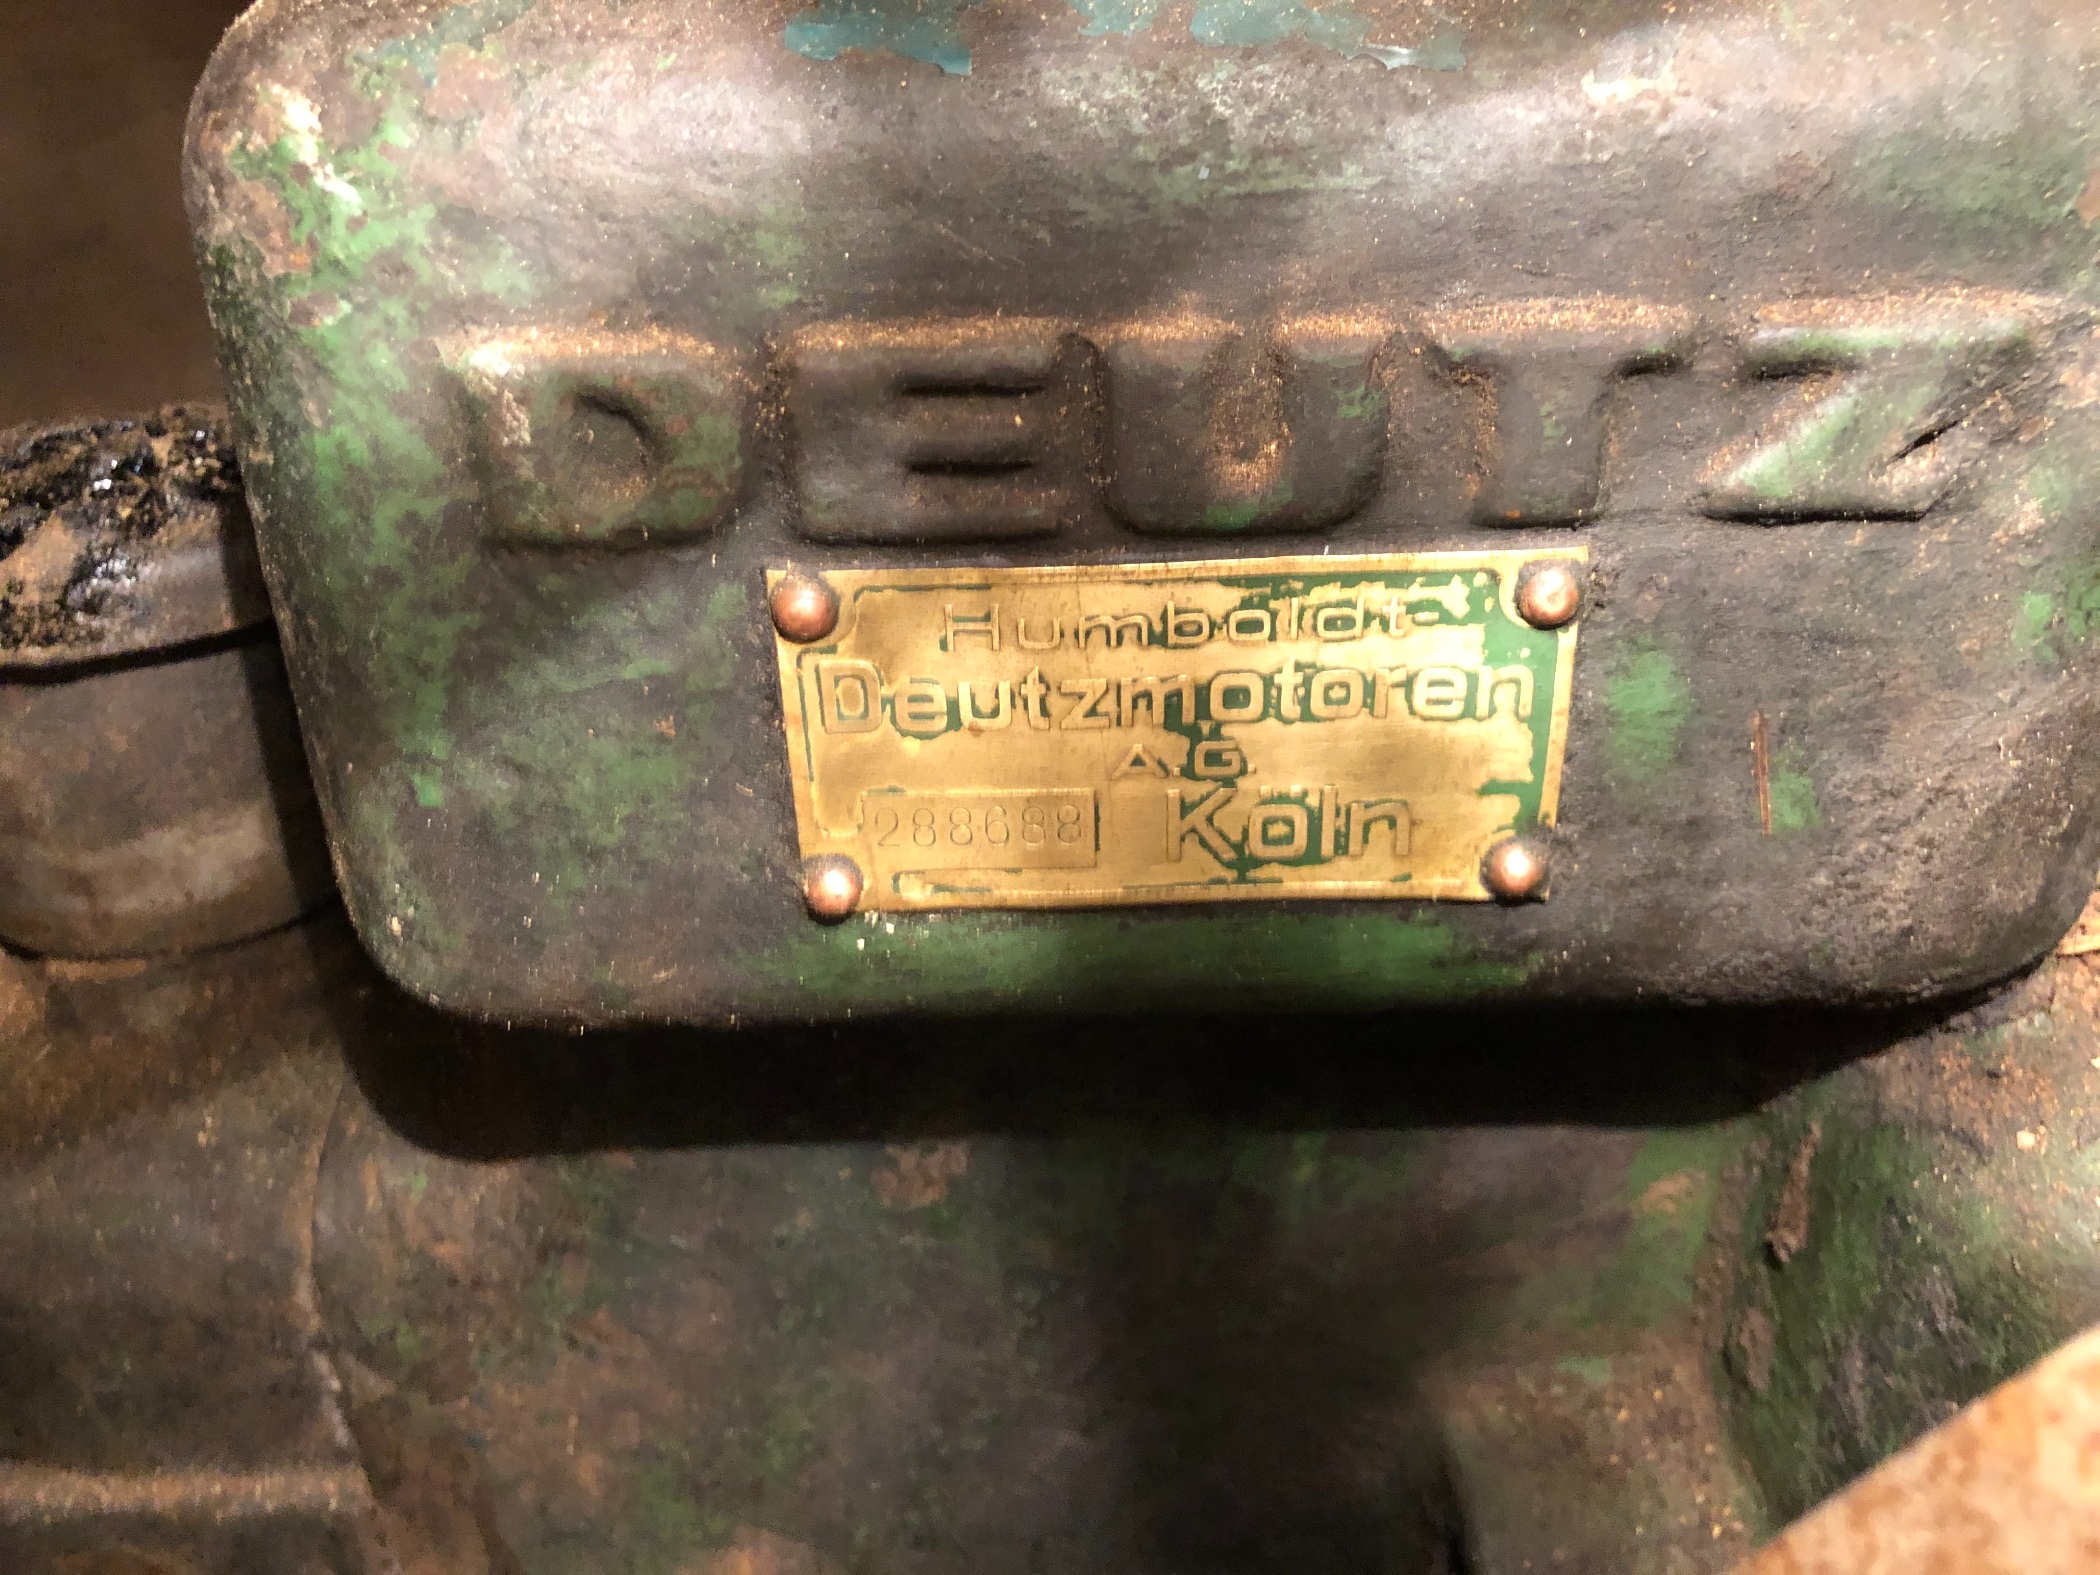 DEUTZ
Humboldt-
Deutzmotoren
A.G.
288688 Köln